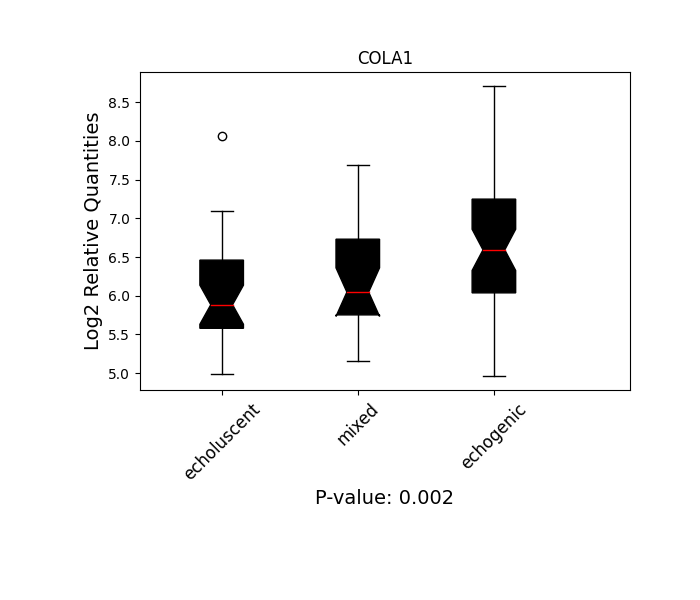 COLA1
Log2 Relative Quantities
8.5
8.0
7.5
7.0
6.5
6.0
5.5
5.0
echoluscent
mixed
echogenic
P-value: 0.002